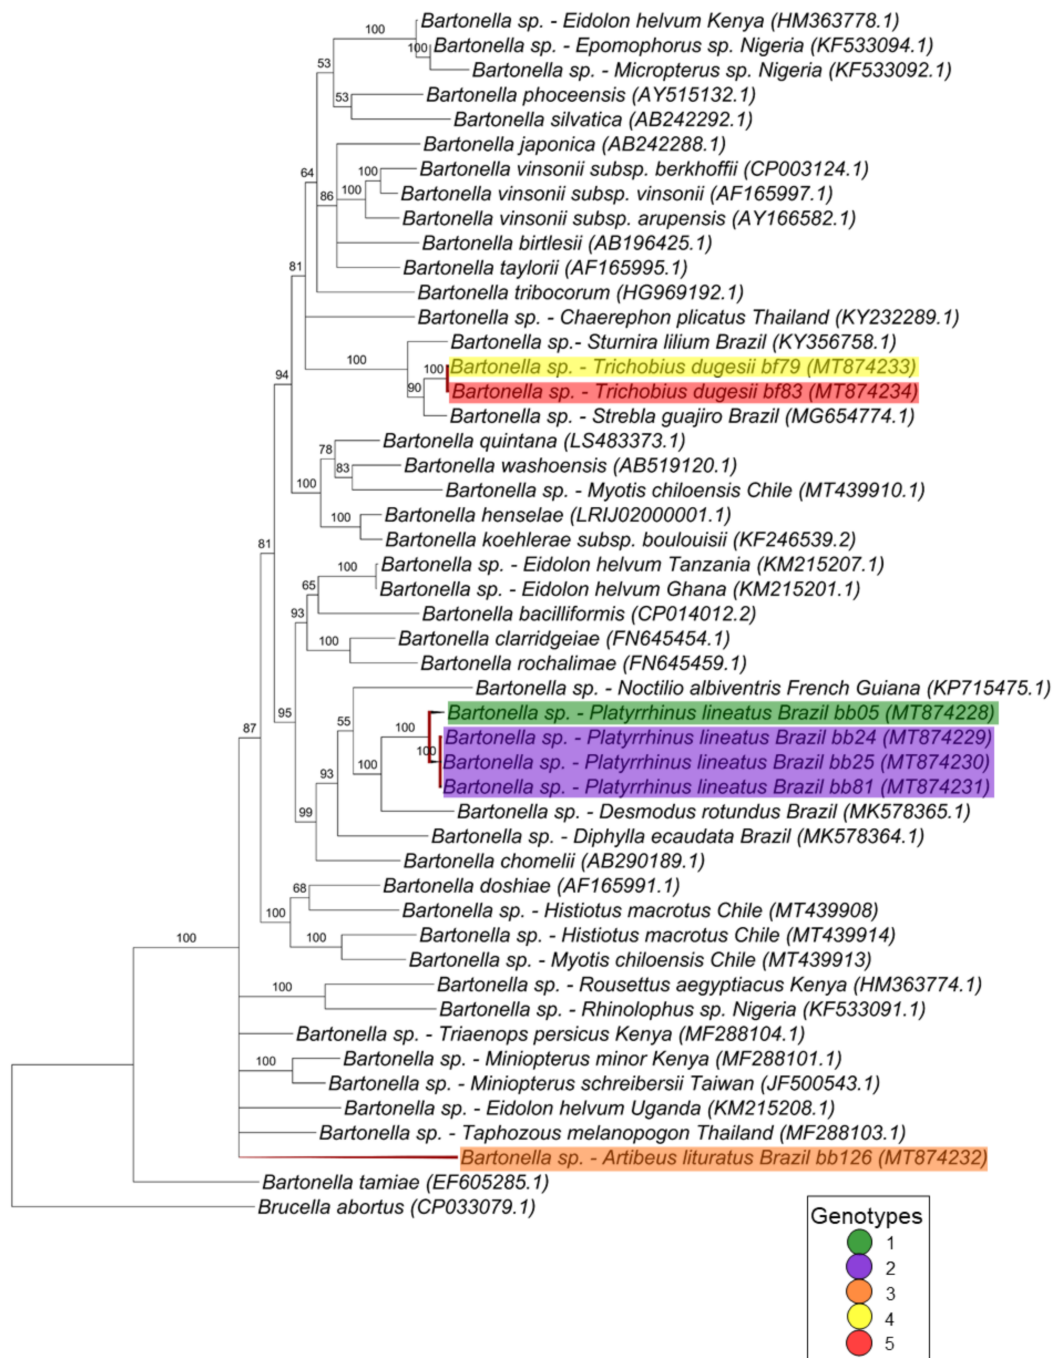 Bartonella sp. - Eidolon helvum Kenya (HM363778.1)
100
Bartonella sp. - Epomophorus sp. Nigeria (KF533094.1)
100
53
Bartonella sp. - Micropterus sp. Nigeria (KF533092.1)
Bartonella phoceensis (AY515132.1)
53
Bartonella silvatica (AB242292.1)
Bartonella japonica (AB242288.1)
Bartonella vinsonii subsp. berkhoffii (CP003124.1)
100
64
Bartonella vinsonii subsp. vinsonii (AF165997.1)
100
86
Bartonella vinsonii subsp. arupensis (AY166582.1)
Bartonella birtlesii (AB196425.1)
Bartonella taylorii (AF165995.1)
81
Bartonella tribocorum (HG969192.1)
Bartonella sp. - Chaerephon plicatus Thailand (KY232289.1)
Bartonella sp.- Sturnira lilium Brazil (KY356758.1)
100
Bartonella sp. - Trichobius dugesii bf79 (MT874233)
100
94
Bartonella sp. - Trichobius dugesii bf83 (MT874234)
90
Bartonella sp. - Strebla guajiro Brazil (MG654774.1)
Bartonella quintana (LS483373.1)
78
Bartonella washoensis (AB519120.1)
83
100
Bartonella sp. - Myotis chiloensis Chile (MT439910.1)
Bartonella henselae (LRIJ02000001.1)
100
Bartonella koehlerae subsp. boulouisii (KF246539.2)
81
Bartonella sp. - Eidolon helvum Tanzania (KM215207.1)
100
Bartonella sp. - Eidolon helvum Ghana (KM215201.1)
65
Bartonella bacilliformis (CP014012.2)
93
Bartonella clarridgeiae (FN645454.1)
100
Bartonella rochalimae (FN645459.1)
Bartonella sp. - Noctilio albiventris French Guiana (KP715475.1)
95
Bartonella sp. - Platyrrhinus lineatus Brazil bb05 (MT874228)
55
100
87
Bartonella sp. - Platyrrhinus lineatus Brazil bb24 (MT874229)
100
Bartonella sp. - Platyrrhinus lineatus Brazil bb25 (MT874230)
100
93
Bartonella sp. - Platyrrhinus lineatus Brazil bb81 (MT874231)
Bartonella sp. - Desmodus rotundus Brazil (MK578365.1)
99
Bartonella sp. - Diphylla ecaudata Brazil (MK578364.1)
Bartonella chomelii (AB290189.1)
Bartonella doshiae (AF165991.1)
68
Bartonella sp. - Histiotus macrotus Chile (MT439908)
100
Bartonella sp. - Histiotus macrotus Chile (MT439914)
100
Bartonella sp. - Myotis chiloensis Chile (MT439913)
100
Bartonella sp. - Rousettus aegyptiacus Kenya (HM363774.1)
100
Bartonella sp. - Rhinolophus sp. Nigeria (KF533091.1)
Bartonella sp. - Triaenops persicus Kenya (MF288104.1)
Bartonella sp. - Miniopterus minor Kenya (MF288101.1)
100
Bartonella sp. - Miniopterus schreibersii Taiwan (JF500543.1)
Bartonella sp. - Eidolon helvum Uganda (KM215208.1)
Bartonella sp. - Taphozous melanopogon Thailand (MF288103.1)
Bartonella sp. - Artibeus lituratus Brazil bb126 (MT874232)
Bartonella tamiae (EF605285.1)
Brucella abortus (CP033079.1)
Genotypes
1
2
3
4
5